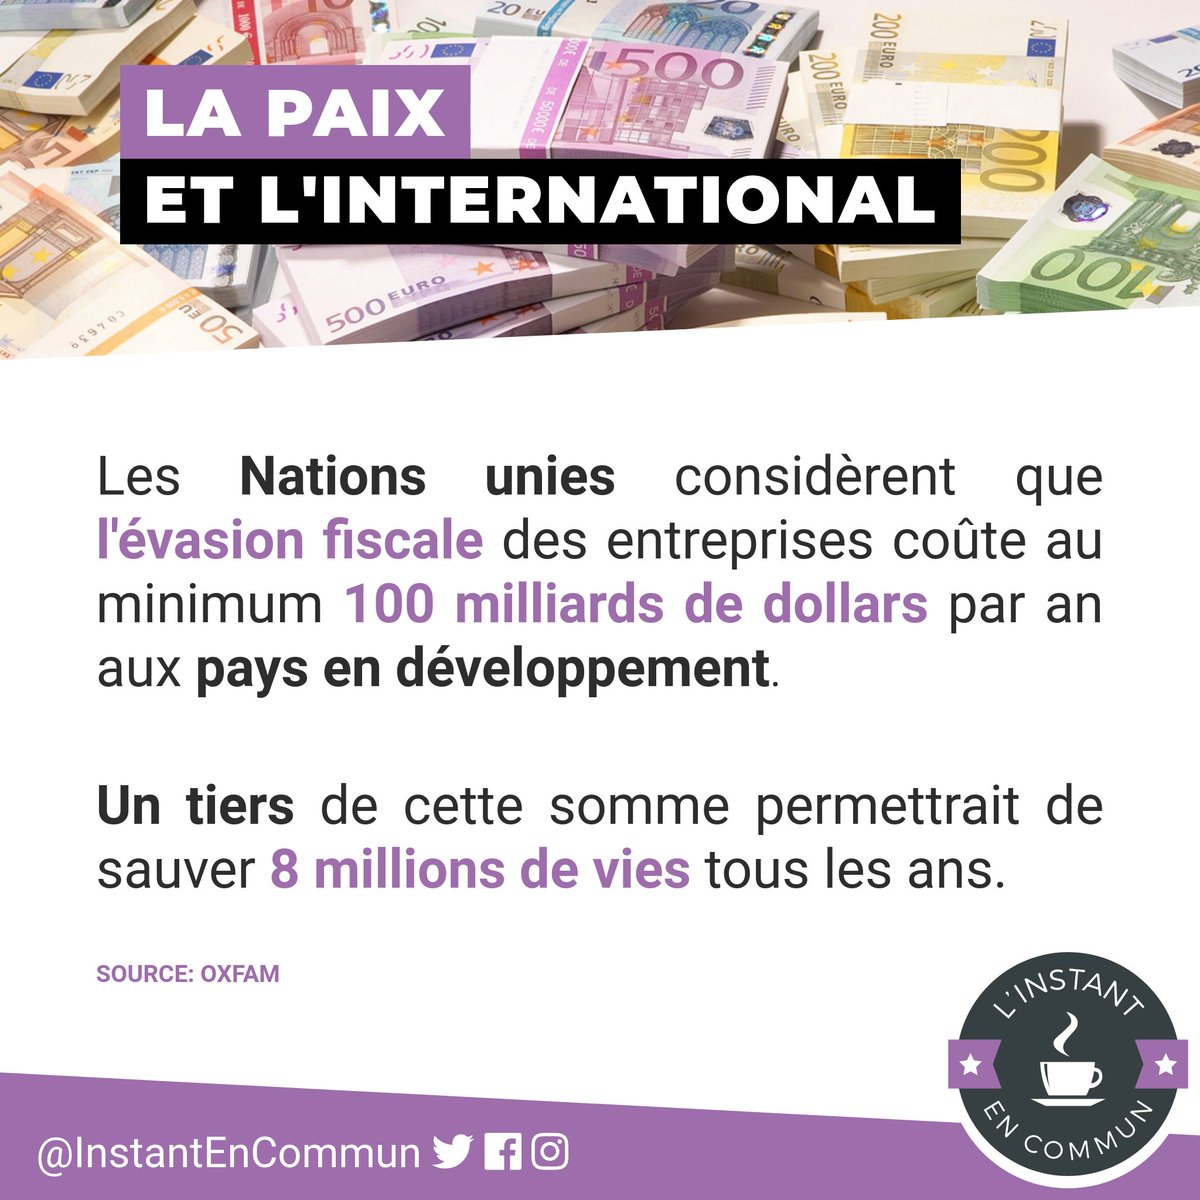 LA PAIX
ET L'INTERNATIONAL
Les Nations unies considèrent que
l'évasion fiscale des entreprises coûte au
minimum 100 milliards de dollars par an
aux pays en développement.
Un tiers de cette somme permettrait de
sauver 8 millions de vies tous les ans.
SOURCE: OXFAM
L'INSTANT
EN COMMUN
@InstantEnCommun